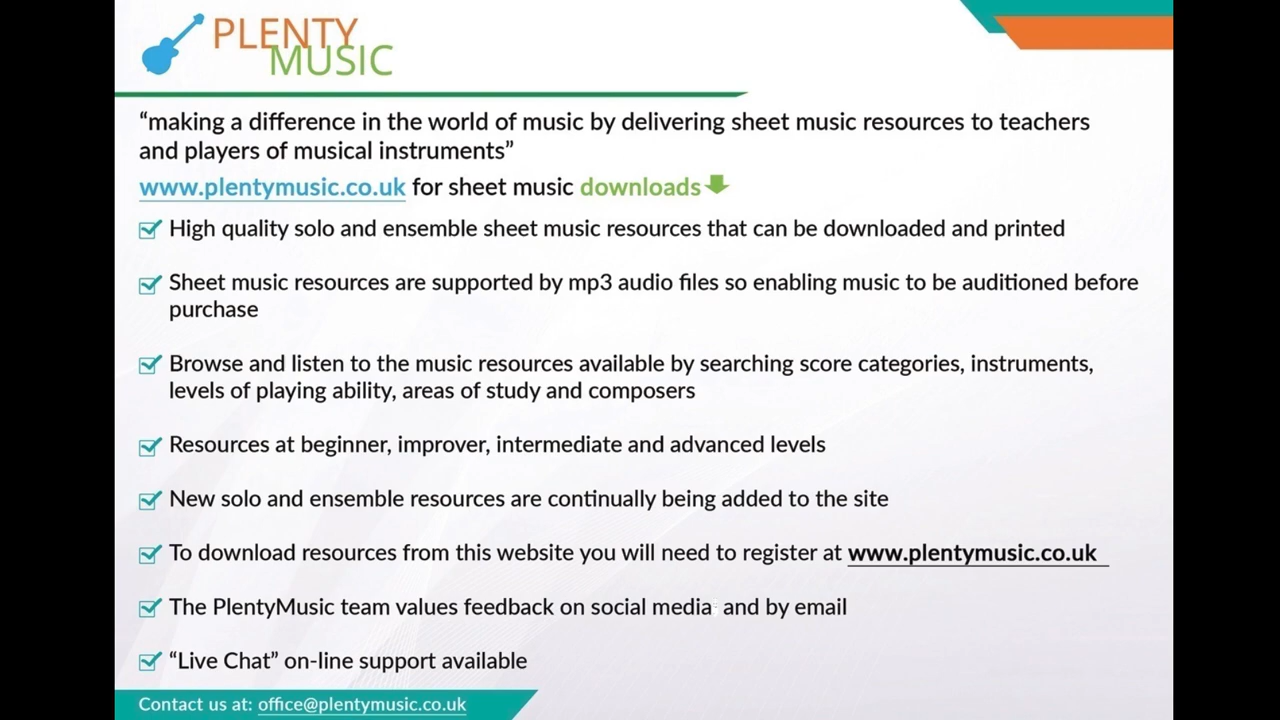 PLENTY
MUSIC
“making a difference in the world of music by delivering sheet music resources to teachers
and players of musical instruments”
www.plentymusic.co.uk for sheet music downloads
High quality solo and ensemble sheet music resources that can be downloaded and printed
Sheet music resources are supported by mp3 audio files so enabling music to be auditioned before
purchase
Browse and listen to the music resources available by searching score categories, instruments,
levels of playing ability, areas of study and composers
Resources at beginner, improver, intermediate and advanced levels
New solo and ensemble resources are continually being added to the site
To download resources from this website you will need to register at www.plentymusic.co.uk
The PlentyMusic team values feedback on social media and by email
“Live Chat” on-line support available
Contact us at: office@plentymusic.co.uk